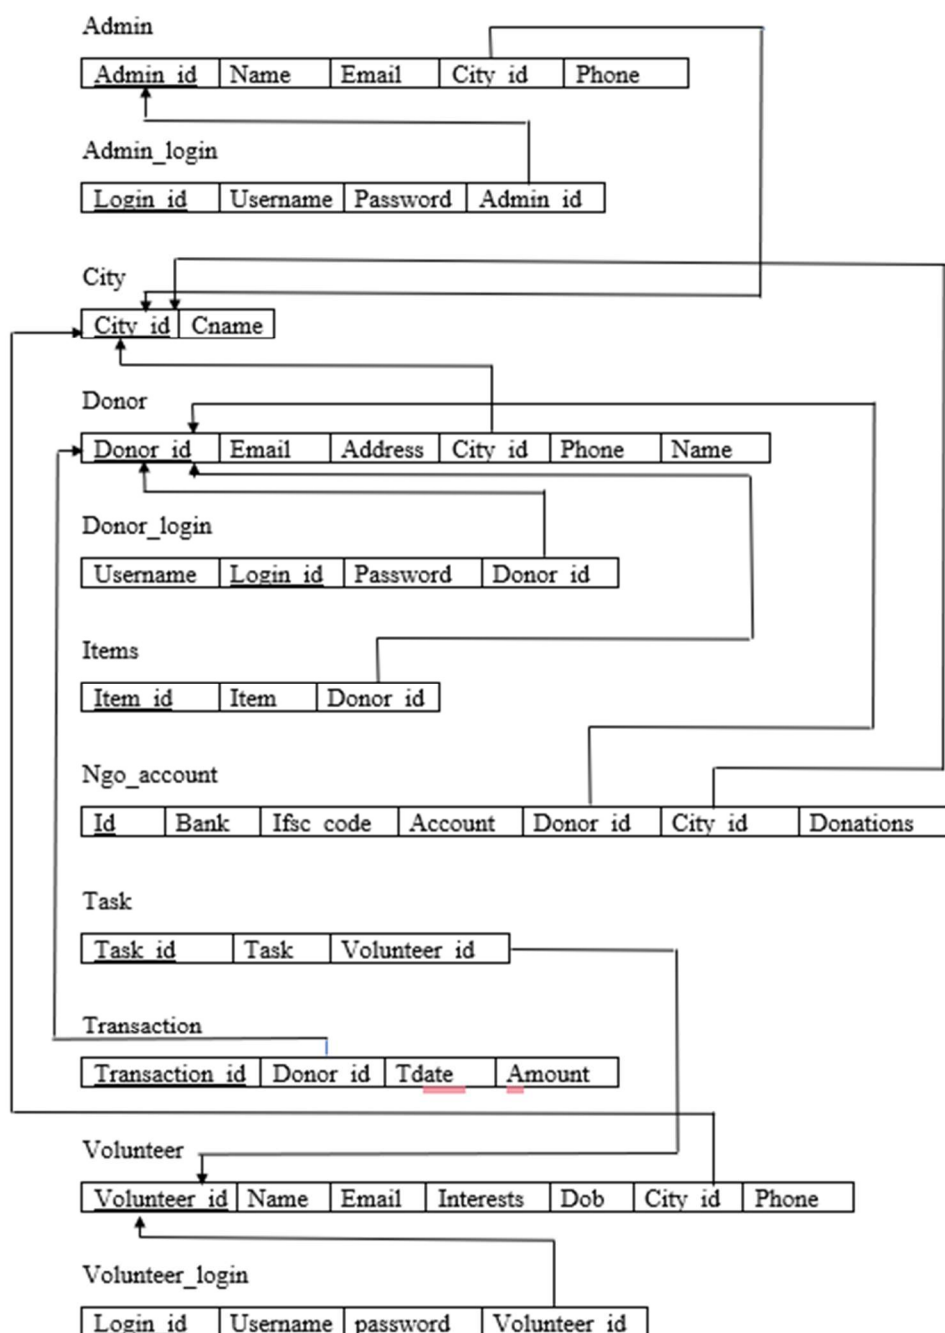 Admin
Admin_id Name Email City_id Phone
Admin_login
Login_id Username Password Admin_id
City
City_id Cname
Donor
Donor_id Email Address City_id Phone Name
Donor_login
Username Login_id Password Donor_id
Items
Item_id Item Donor_id
Ngo_account
Id Bank Ifsc_code Account Donor_id City_id Donations
Task
Task_id Task Volunteer_id
Transaction
Transaction_id Donor_id Tdate Amount
Volunteer
Volunteer_id Name Email Interests Dob City_id Phone
Volunteer_login
Login_id Username password Volunteer_id